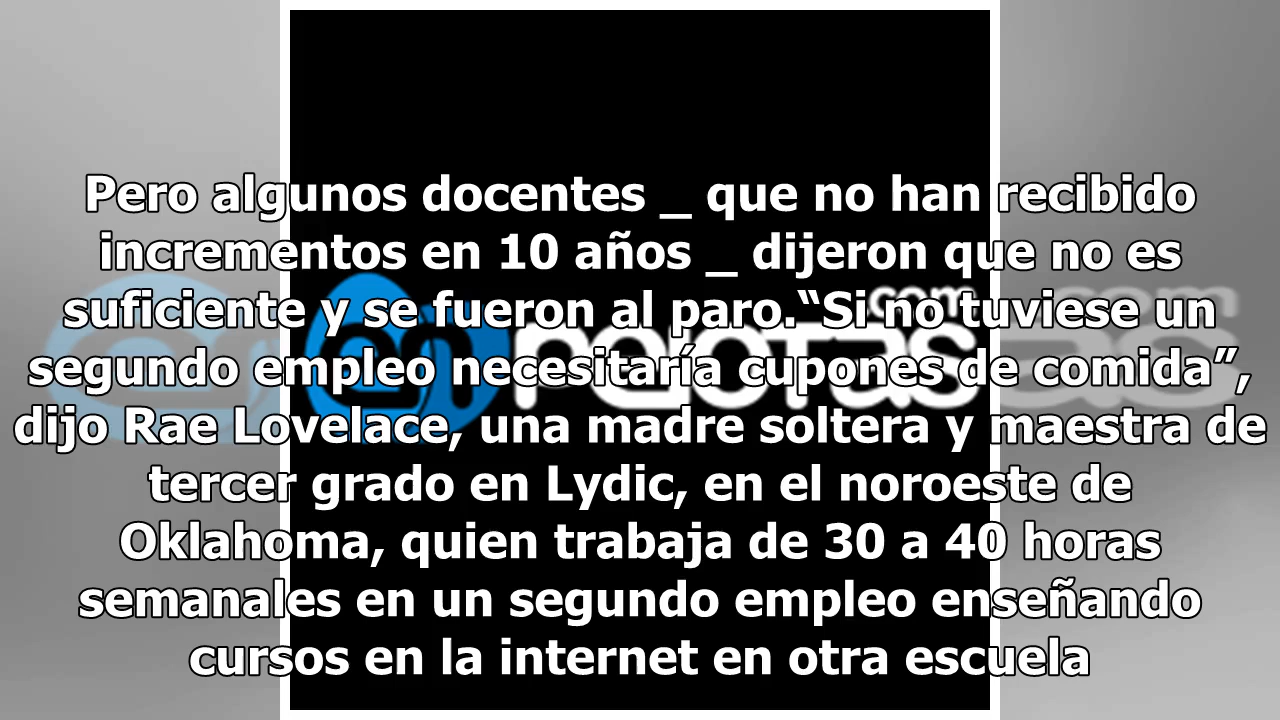 Pero algunos docentes _ que no han recibido
incrementos en 10 años _ dijeron que no es
suficiente y se fueron al paro.“Si no tuviese un
segundo empleo necesitaría cupones de comida”,
dijo Rae Lovelace, una madre soltera y maestra de
tercer grado en Lydic, en el noroeste de
Oklahoma, quien trabaja de 30 a 40 horas
semanales en un segundo empleo enseñando
cursos en la internet en otra escuela
en pelotas
.com